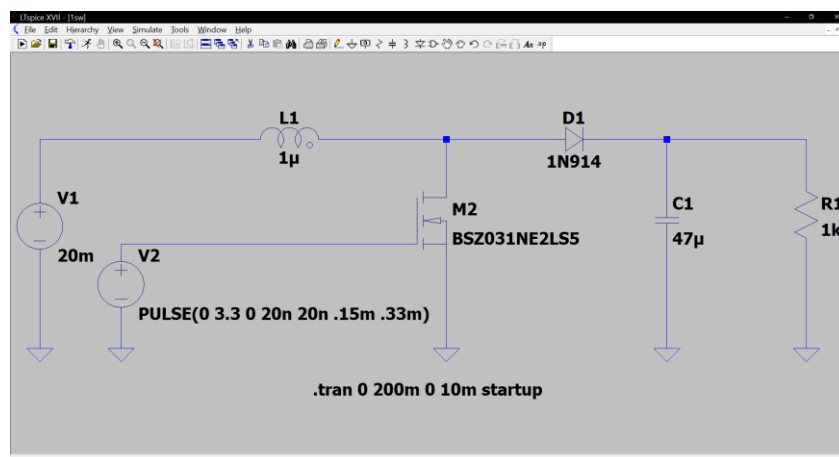 LTspice XVII - [1sw]
File Edit Hierarchy View Simulate Tools Window Help
L1
1µ
D1
1N914
V1
20m
V2
PULSE(0 3.3 0 20n 20n .15m .33m)
M2
BSZ031NE2LS5
C1
47µ
R1
1k
.tran 0 200m 0 10m startup